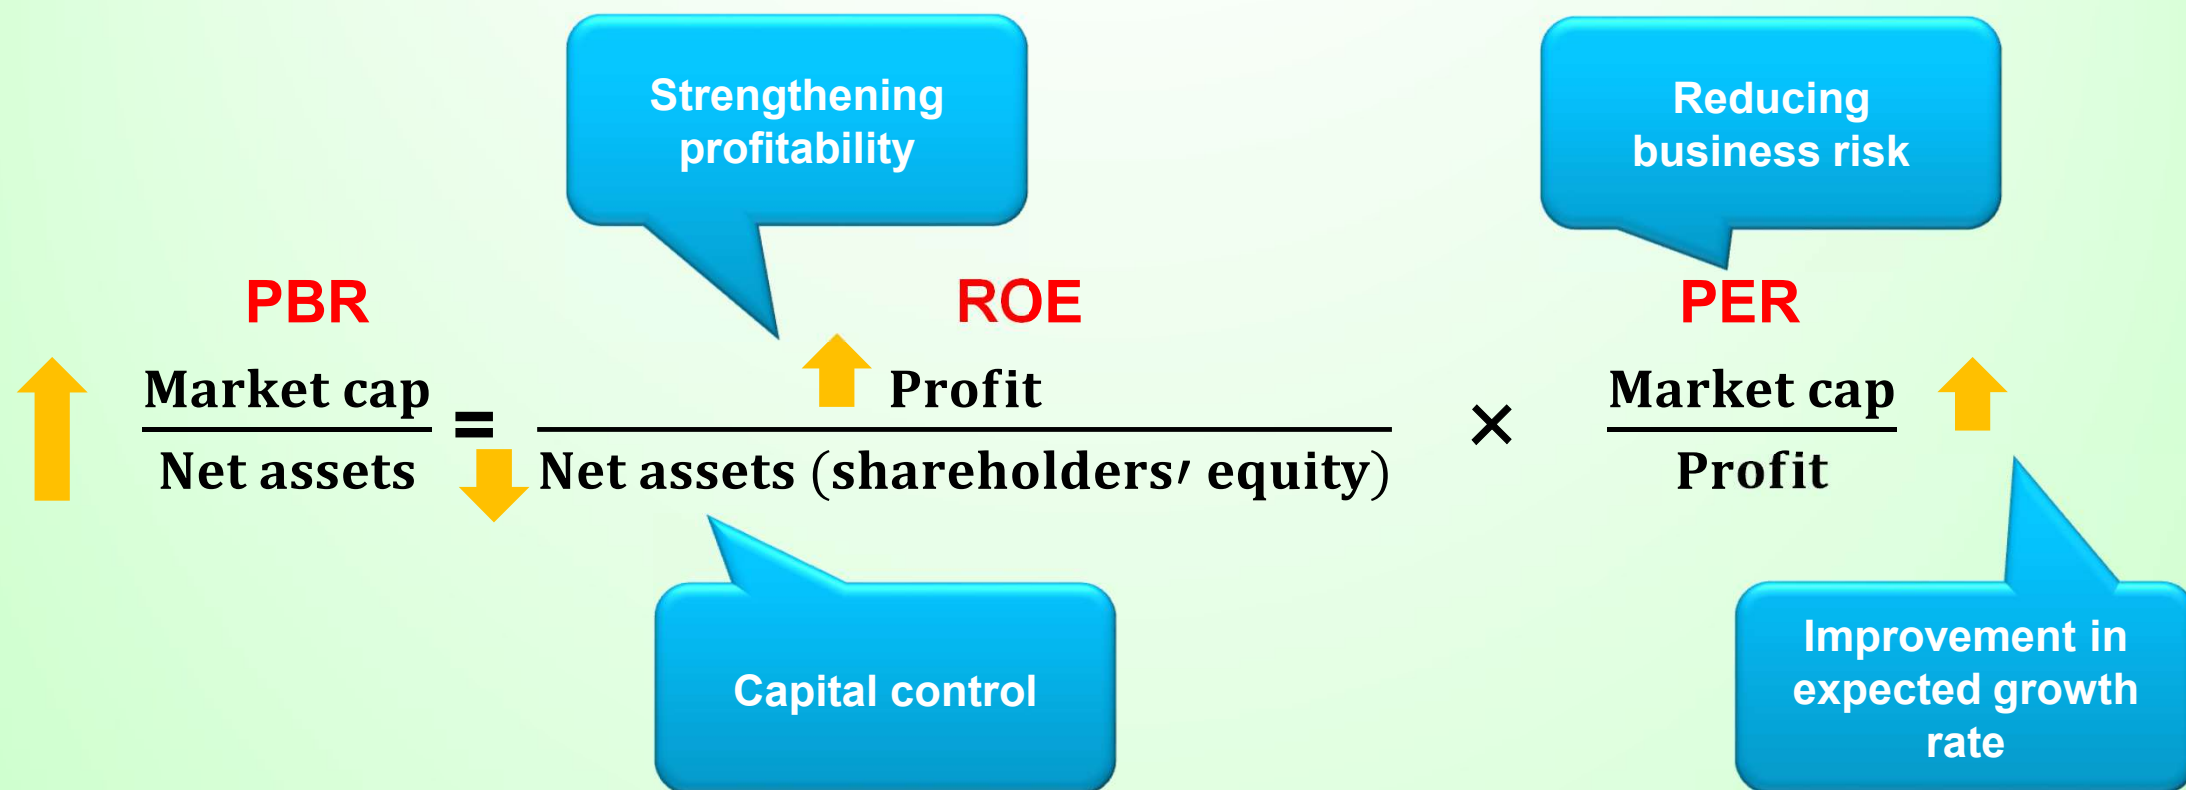 Strengthening
profitability
Reducing
business risk
PBR
ROE
PER
Market cap
Net assets
=
Profit
Net assets (shareholders′ equity)
×
Market cap
Profit
Capital control
Improvement in
expected growth
rate